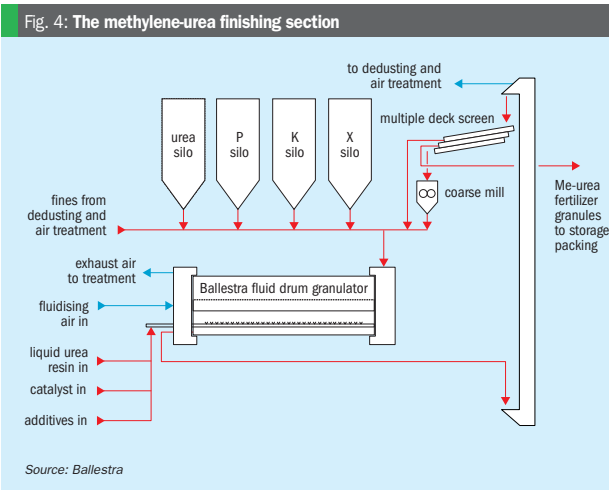 Fig. 4: The methylene-urea finishing section
to dedusting and
air treatment
multiple deck screen
urea
silo
P
silo
K
silo
X
silo
coarse mill
Me-urea
fertilizer
granules
to storage
packing
fines from
dedusting and
air treatment
exhaust air
to treatment
Ballestra fluid drum granulator
fluidising
air in
liquid urea
resin in
catalyst in
additives in
Source: Ballestra